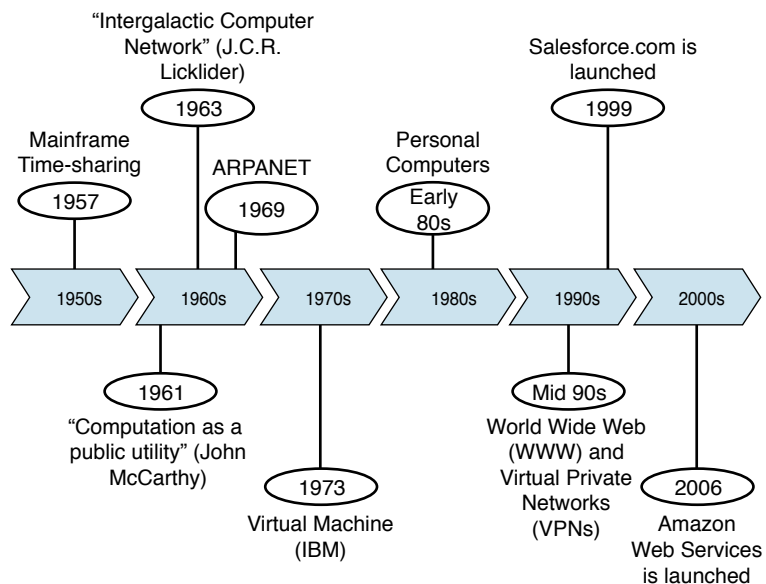 “Intergalactic Computer
Network” (J.C.R.
Licklider)
1963
Salesforce.com is
launched
1999
Mainframe
Time-sharing
1957
ARPANET
1969
Personal
Computers
Early
80s
1950s
1960s
1970s
1980s
1990s
2000s
1961
“Computation as a
public utility” (John
McCarthy)
1973
Virtual Machine
(IBM)
Mid 90s
World Wide Web
(WWW) and
Virtual Private
Networks
(VPNs)
2006
Amazon
Web Services
is launched